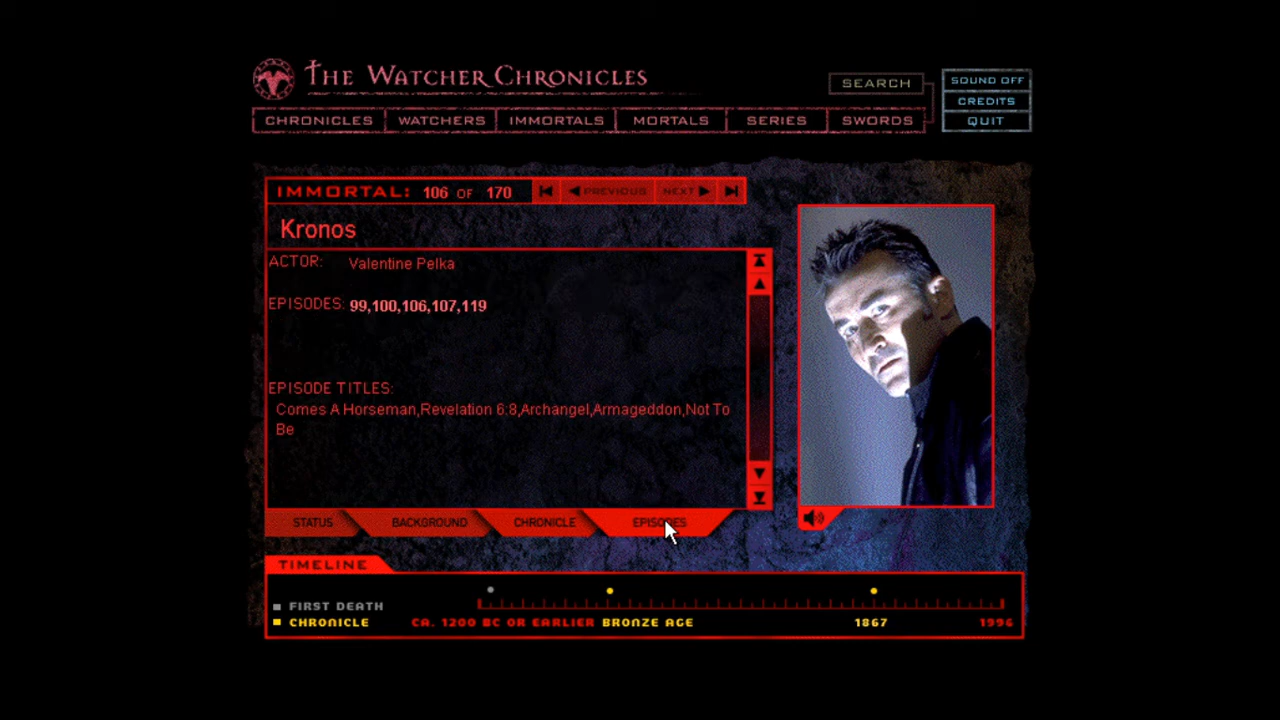 THE WATCHER CHRONICLES
SEARCH
SOUND OFF
CREDITS
QUIT
CHRONICLES WATCHERS IMMORTALS MORTALS SERIES SWORDS
IMMORTAL: 106 OF 170 PREVIOUS NEXT
Kronos
ACTOR: Valentine Pelka
EPISODES: 99,100,106,107,119
EPISODE TITLES:
Comes A Horseman,Revelation 6:8,Archangel,Armageddon,Not To
Be
STATUS BACKGROUND CHRONICLE EPISODES
TIMELINE
FIRST DEATH
CHRONICLE CA. 1200 BC OR EARLIER BRONZE AGE 1867 1996